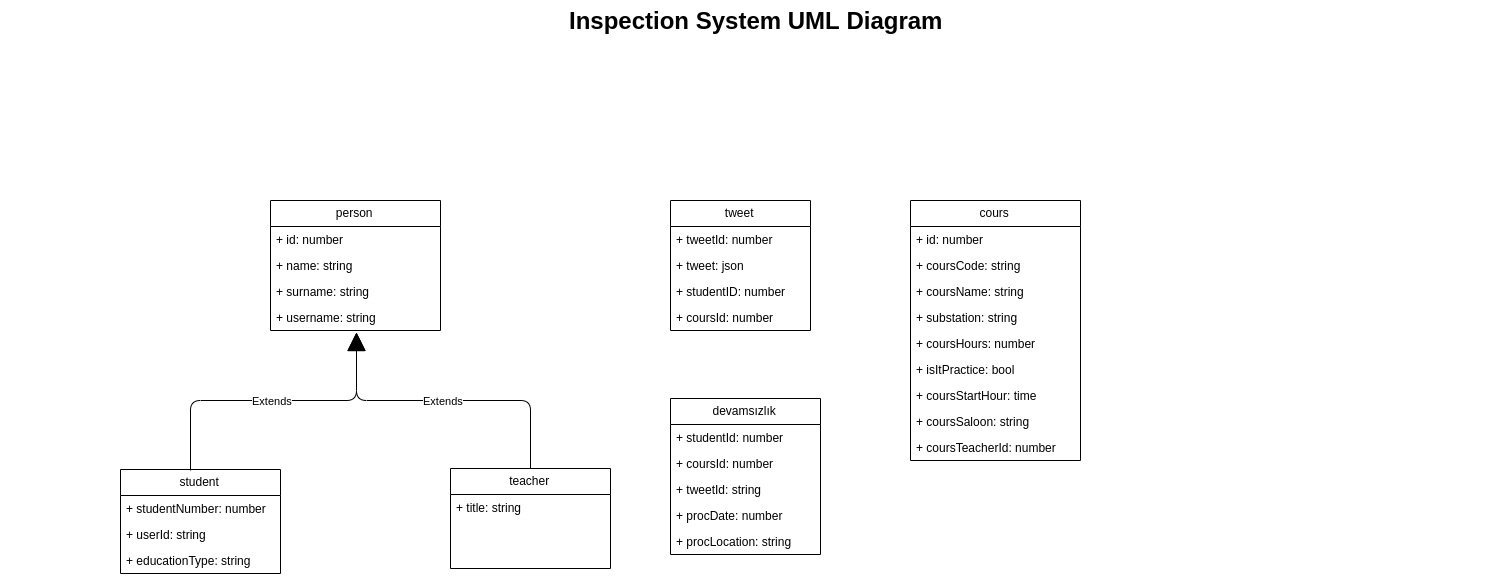 Inspection System UML Diagram
person
+ id: number
+ name: string
+ surname: string
+ username: string
Extends
Extends
student
+ studentNumber: number
+ userId: string
+ educationType: string
teacher
+ title: string
tweet
+ tweetId: number
+ tweet: json
+ studentID: number
+ coursId: number
devamsızlık
+ studentId: number
+ coursId: number
+ tweetId: string
+ procDate: number
+ procLocation: string
cours
+ id: number
+ coursCode: string
+ coursName: string
+ substation: string
+ coursHours: number
+ isItPractice: bool
+ coursStartHour: time
+ coursSaloon: string
+ coursTeacherId: number